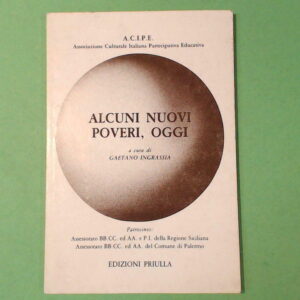 A.C.I.P.E.
Associazione Culturale Italiana Partecipativa Educativa
ALCUNI NUOVI
POVERI, OGGI
a cura di
GAETANO INGRASSIA
Patrocinio:
Assessorato BB.CC. ed AA. e P.I. della Regione Siciliana
Assessorato BB.CC. ed AA. del Comune di Palermo
EDIZIONI PRIULLA